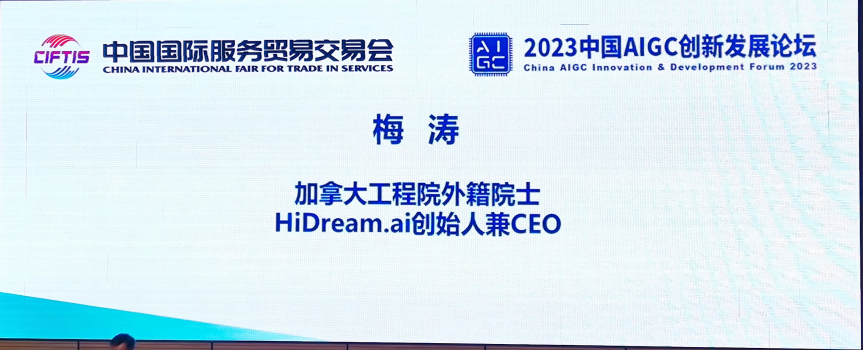 CIFTIS
中国国际服务贸易交易会
CHINA INTERNATIONAL FAIR FOR TRADE IN SERVICES
AI
GC
2023中国AIGC创新发展论坛
China AIGC Innovation & Development Forum 2023
梅 涛
加拿大工程院外籍院士
HiDream.ai创始人兼CEO